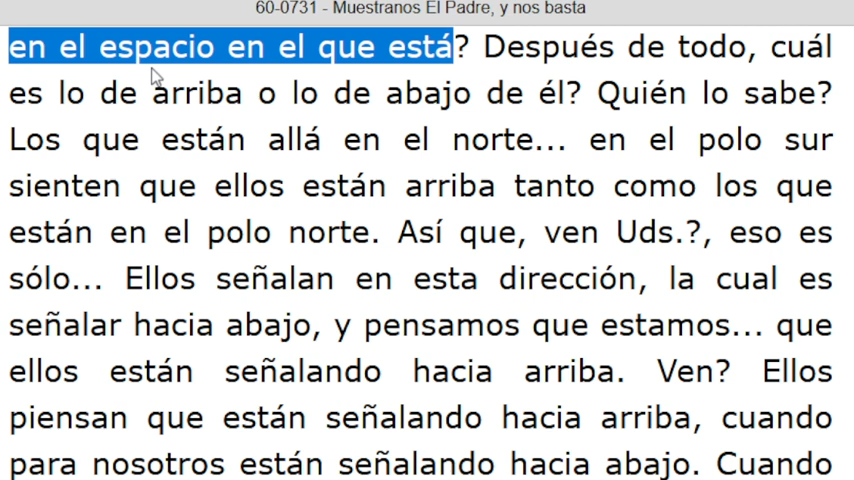 60-0731 - Muestranos El Padre, y nos basta
en el espacio en el que está? Después de todo, cuál
es lo de arriba o lo de abajo de él? Quién lo sabe?
Los que están allá en el norte... en el polo sur
sienten que ellos están arriba tanto como los que
están en el polo norte. Así que, ven Uds.?, eso es
sólo... Ellos señalan en esta dirección, la cual es
señalar hacia abajo, y pensamos que estamos... que
ellos están señalando hacia arriba. Ven? Ellos
piensan que están señalando hacia arriba, cuando
para nosotros están señalando hacia abajo. Cuando